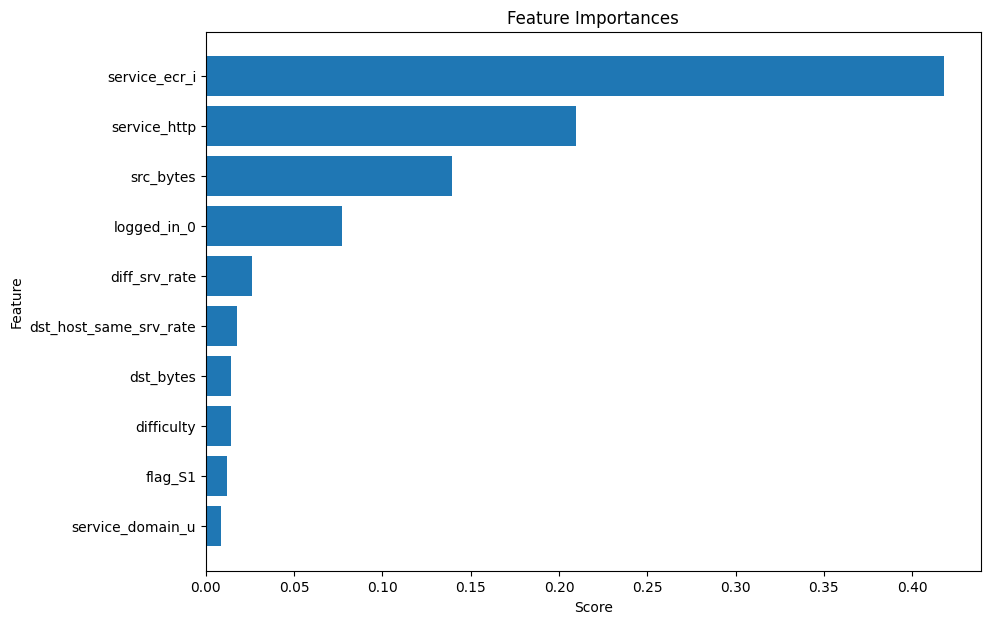 Feature Importances
service_ecr_i
service_http
src_bytes
logged_in_0
diff_srv_rate
dst_host_same_srv_rate
dst_bytes
difficulty
flag_S1
service_domain_u
Feature
0.00 0.05 0.10 0.15 0.20 0.25 0.30 0.35 0.40
Score